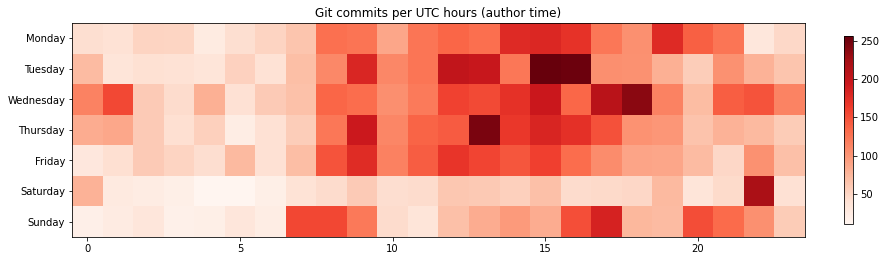 Git commits per UTC hours (author time)
Monday
Tuesday
Wednesday
Thursday
Friday
Saturday
Sunday
0 5 10 15 20
250
200
150
100
50